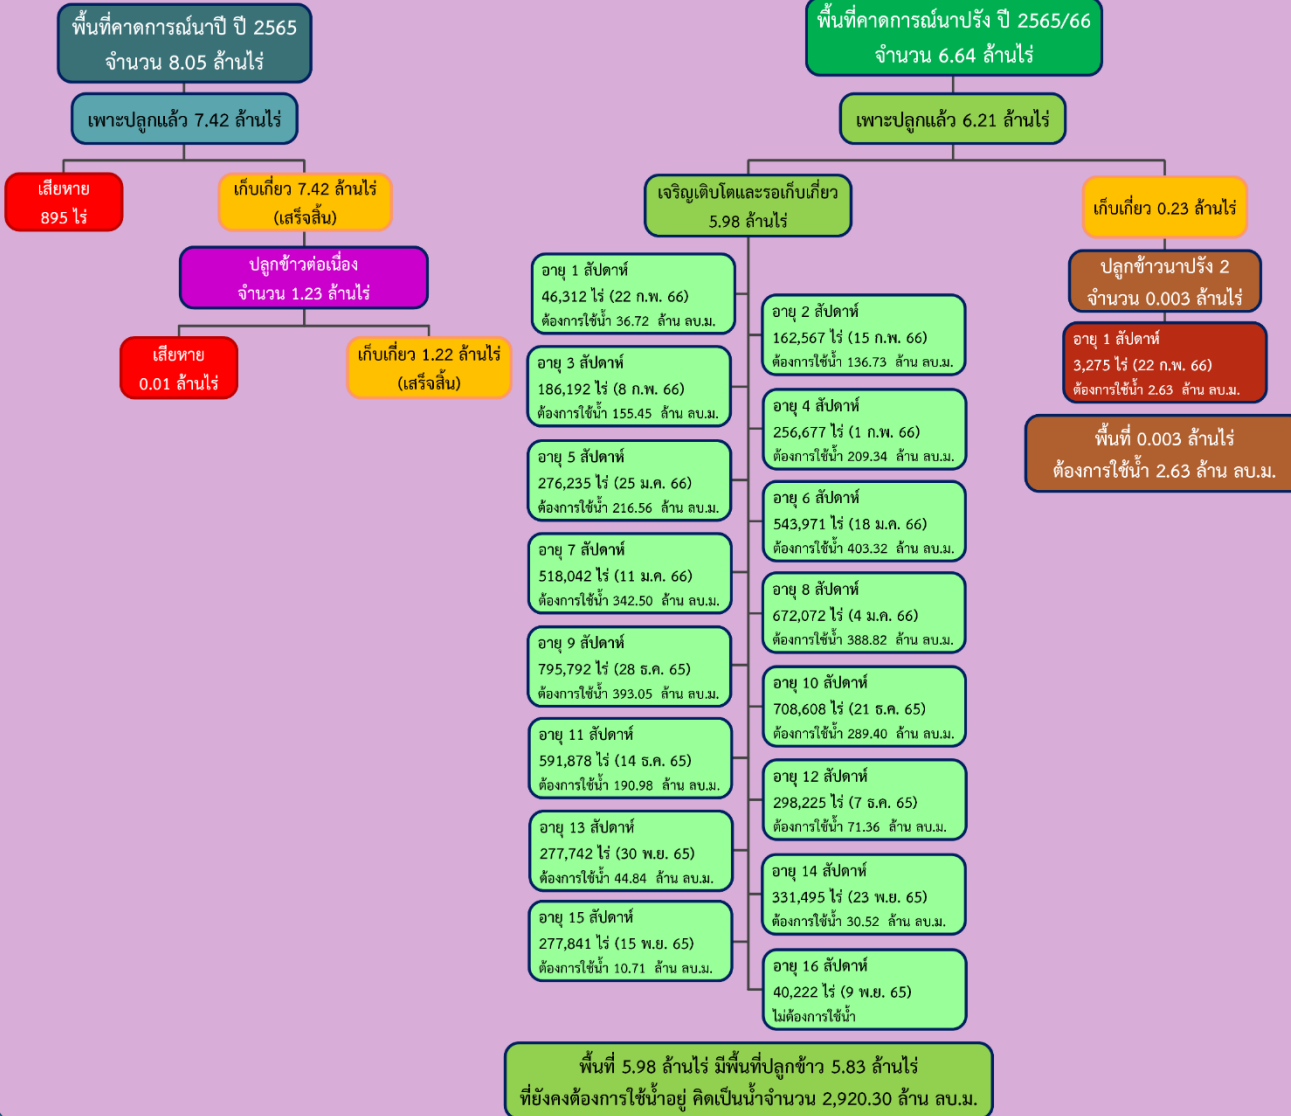 พื้นที่คาดการณ์นาปี ปี 2565
จำนวน 8.05 ล้านไร่
เพาะปลูกแล้ว 7.42 ล้านไร่
เสียหาย
895 ไร่
เก็บเกี่ยว 7.42 ล้านไร่
(เสร็จสิ้น)
ปลูกข้าวต่อเนื่อง
จำนวน 1.23 ล้านไร่
เสียหาย
0.01 ล้านไร่
เก็บเกี่ยว 1.22 ล้านไร่
(เสร็จสิ้น)
พื้นที่คาดการณ์นาปรัง ปี 2565/66
จำนวน 6.64 ล้านไร่
เพาะปลูกแล้ว 6.21 ล้านไร่
เจริญเติบโตและรอเก็บเกี่ยว
5.98 ล้านไร่
อายุ 1 สัปดาห์
46,312 ไร่ (22 ก.พ. 66)
ต้องการใช้น้ำ 36.72 ล้าน ลบ.ม.
อายุ 2 สัปดาห์
162,567 ไร่ (15 ก.พ. 66)
ต้องการใช้น้ำ 136.73 ล้าน ลบ.ม.
อายุ 3 สัปดาห์
186,192 ไร่ (8 ก.พ. 66)
ต้องการใช้น้ำ 155.45 ล้าน ลบ.ม.
อายุ 4 สัปดาห์
256,677 ไร่ (1 ก.พ. 66)
ต้องการใช้น้ำ 209.34 ล้าน ลบ.ม.
อายุ 5 สัปดาห์
276,235 ไร่ (25 ม.ค. 66)
ต้องการใช้น้ำ 216.56 ล้าน ลบ.ม.
อายุ 6 สัปดาห์
543,971 ไร่ (18 ม.ค. 66)
ต้องการใช้น้ำ 403.32 ล้าน ลบ.ม.
อายุ 7 สัปดาห์
518,042 ไร่ (11 ม.ค. 66)
ต้องการใช้น้ำ 342.50 ล้าน ลบ.ม.
อายุ 8 สัปดาห์
672,072 ไร่ (4 ม.ค. 66)
ต้องการใช้น้ำ 388.82 ล้าน ลบ.ม.
อายุ 9 สัปดาห์
795,792 ไร่ (28 ธ.ค. 65)
ต้องการใช้น้ำ 393.05 ล้าน ลบ.ม.
อายุ 10 สัปดาห์
708,608 ไร่ (21 ธ.ค. 65)
ต้องการใช้น้ำ 289.40 ล้าน ลบ.ม.
อายุ 11 สัปดาห์
591,878 ไร่ (14 ธ.ค. 65)
ต้องการใช้น้ำ 190.98 ล้าน ลบ.ม.
อายุ 12 สัปดาห์
298,225 ไร่ (7 ธ.ค. 65)
ต้องการใช้น้ำ 71.36 ล้าน ลบ.ม.
อายุ 13 สัปดาห์
277,742 ไร่ (30 พ.ย. 65)
ต้องการใช้น้ำ 44.84 ล้าน ลบ.ม.
อายุ 14 สัปดาห์
331,495 ไร่ (23 พ.ย. 65)
ต้องการใช้น้ำ 30.52 ล้าน ลบ.ม.
อายุ 15 สัปดาห์
277,841 ไร่ (15 พ.ย. 65)
ต้องการใช้น้ำ 10.71 ล้าน ลบ.ม.
อายุ 16 สัปดาห์
40,222 ไร่ (9 พ.ย. 65)
ไม่ต้องการใช้น้ำ
พื้นที่ 5.98 ล้านไร่ มีพื้นที่ปลูกข้าว 5.83 ล้านไร่
ที่ยังคงต้องการใช้น้ำอยู่ คิดเป็นน้ำจำนวน 2,920.30 ล้าน ลบ.ม.
เก็บเกี่ยว 0.23 ล้านไร่
ปลูกข้าวนาปรัง 2
จำนวน 0.003 ล้านไร่
อายุ 1 สัปดาห์
3,275 ไร่ (22 ก.พ. 66)
ต้องการใช้น้ำ 2.63 ล้าน ลบ.ม.
พื้นที่ 0.003 ล้านไร่
ต้องการใช้น้ำ 2.63 ล้าน ลบ.ม.